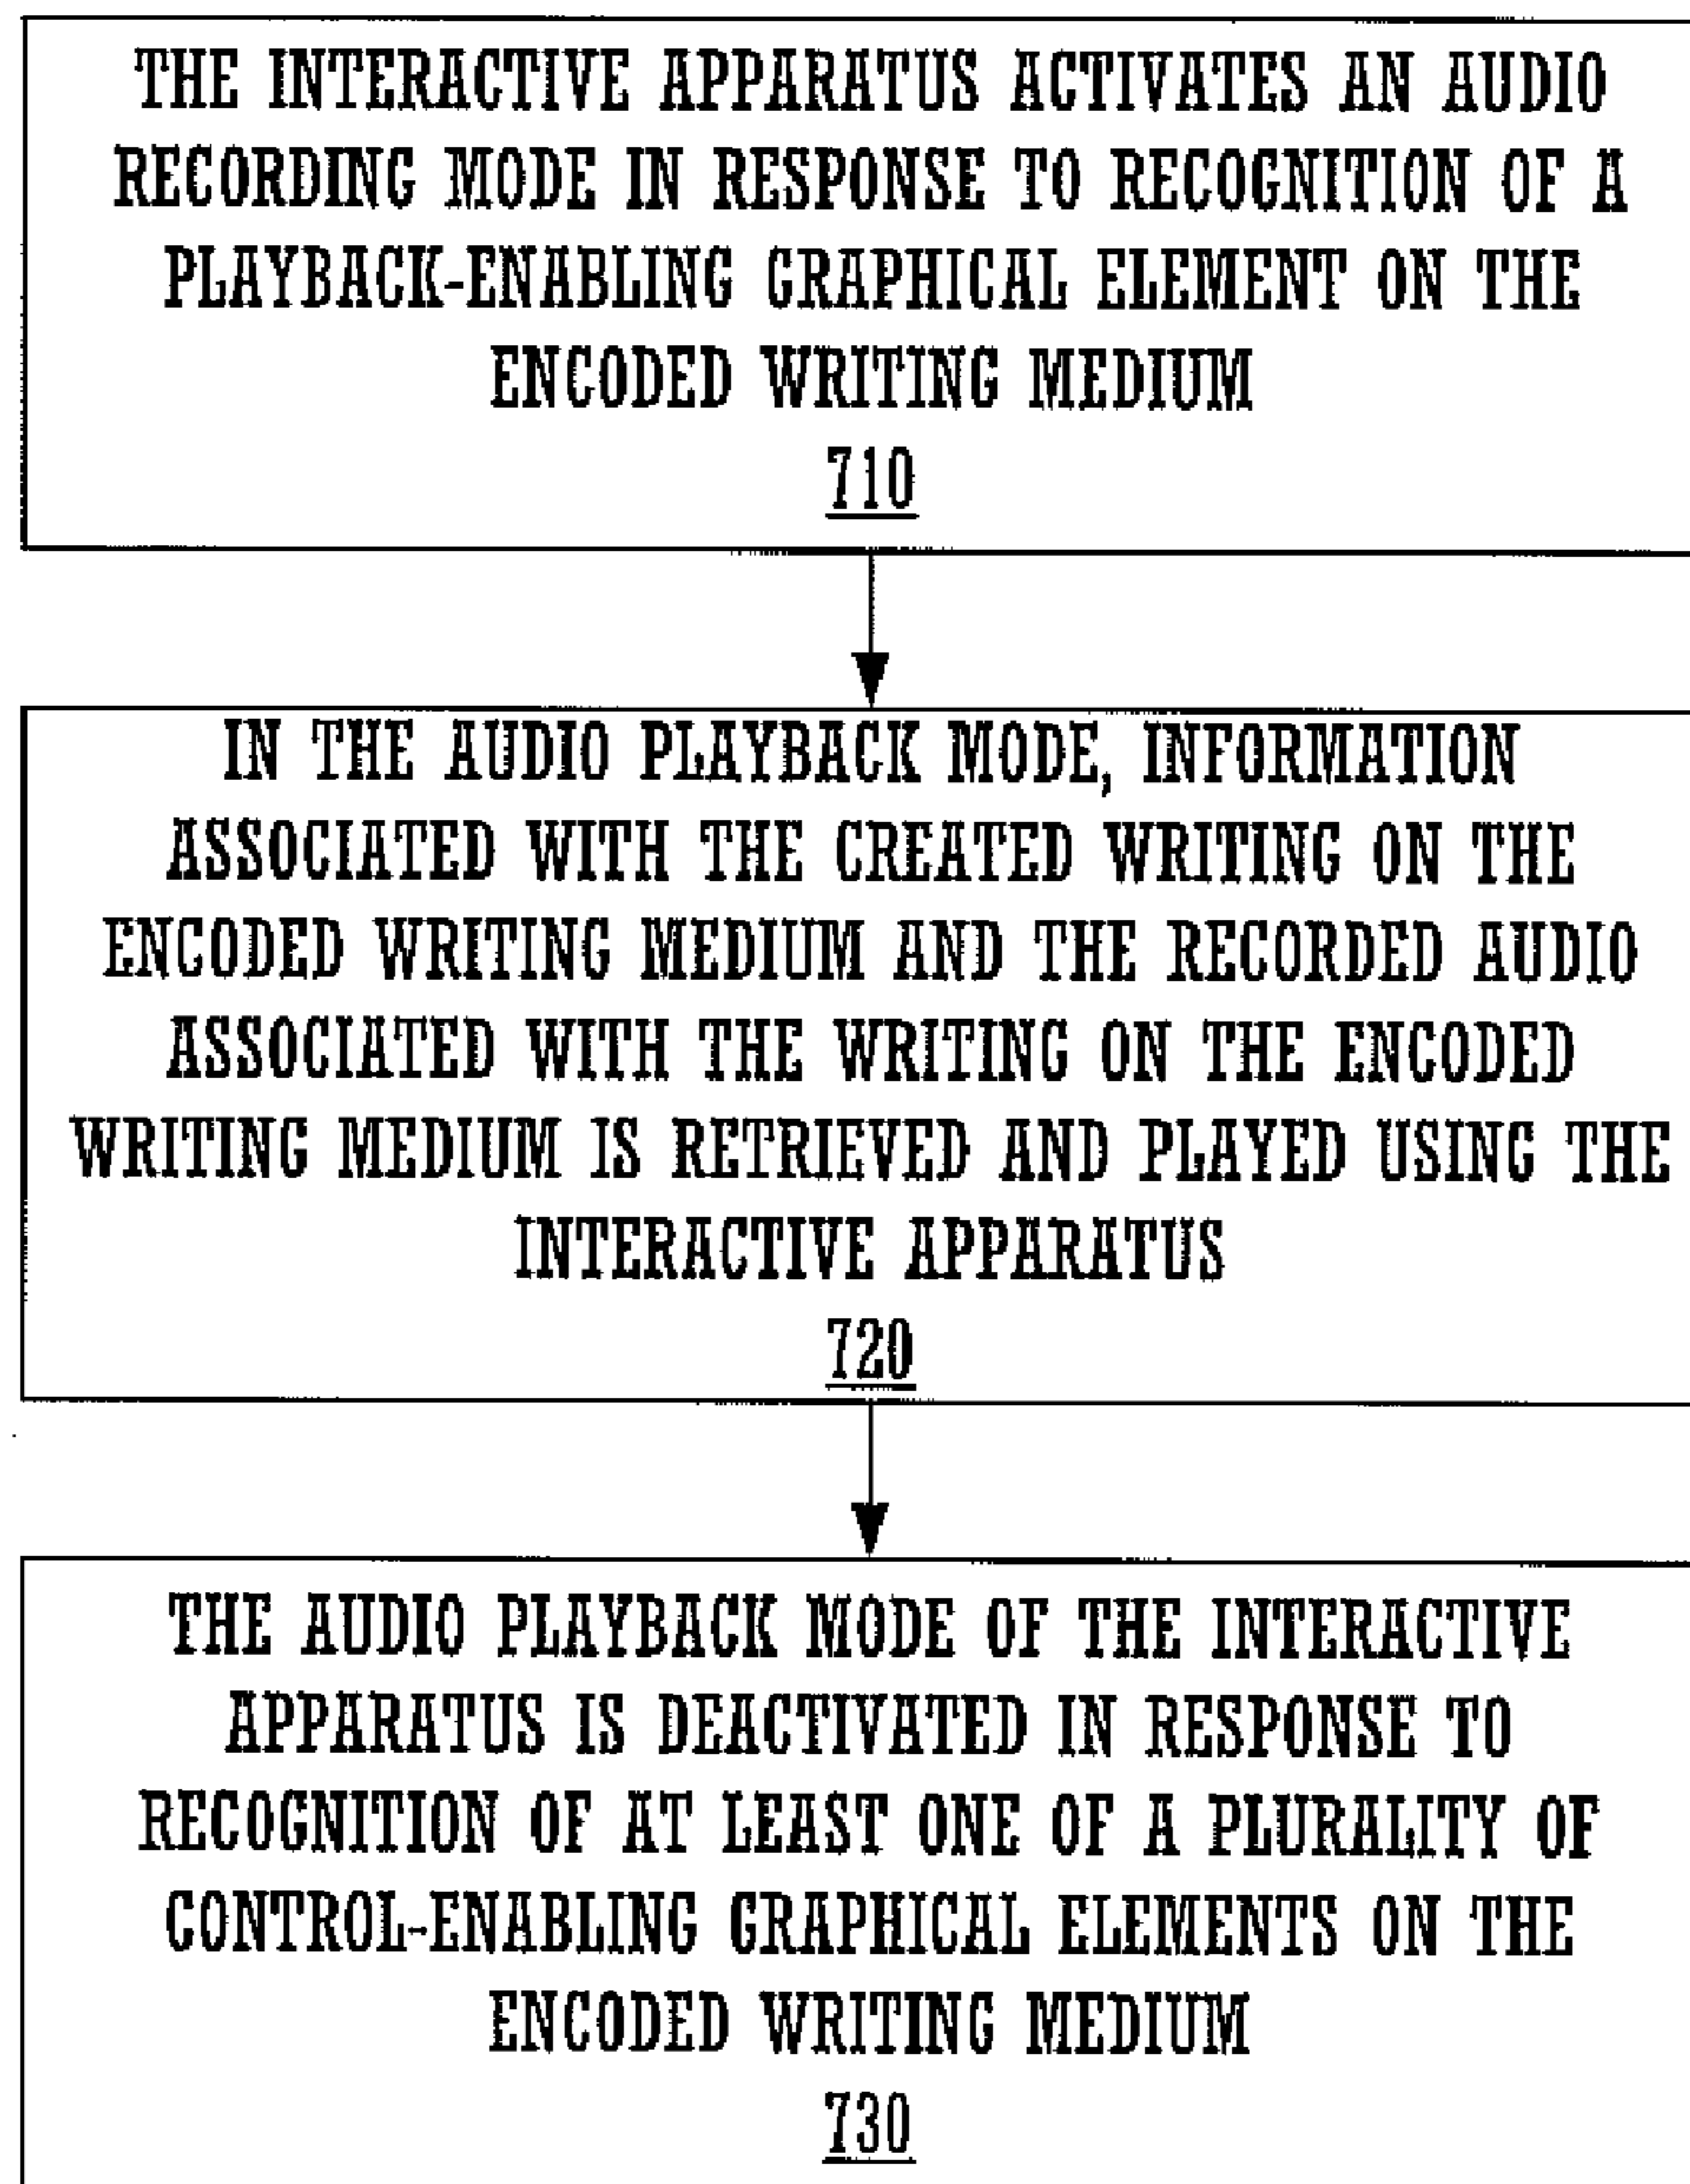 THE INTERACTIVE APPARATUS ACTIVATES AN AUDIO
RECORDING MODE IN RESPONSE TO RECOGNITION OF A
PLAYBACK-ENABLING GRAPHICAL ELEMENT ON THE
ENCODED WRITING MEDIUM
710
IN THE AUDIO PLAYBACK MODE, INFORMATION
ASSOCIATED WITH THE CREATED WRITING ON THE
ENCODED WRITING MEDIUM AND THE RECORDED AUDIO
ASSOCIATED WITH THE WRITING ON THE ENCODED
WRITING MEDIUM IS RETRIEVED AND PLAYED USING THE
INTERACTIVE APPARATUS
720
THE AUDIO PLAYBACK MODE OF THE INTERACTIVE
APPARATUS IS DEACTIVATED IN RESPONSE TO
RECOGNITION OF AT LEAST ONE OF A PLURALITY OF
CONTROL-ENABLING GRAPHICAL ELEMENTS ON THE
ENCODED WRITING MEDIUM
730